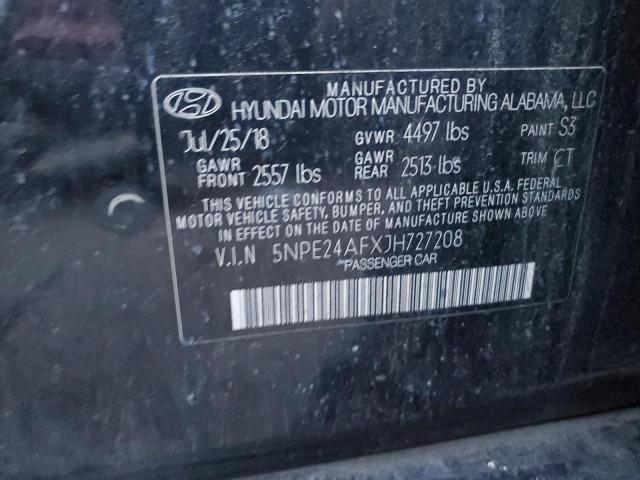 MANUFACTURED BY
HYUNDAI MOTOR MANUFACTURING ALABAMA, LLC
Jul/25/18 GVWR 4497 lbs PAINT S3
GAWR FRONT 2557 lbs GAWR REAR 2513 lbs TRIM CT
THIS VEHICLE CONFORMS TO ALL APPLICABLE U.S.A. FEDERAL
MOTOR VEHICLE SAFETY, BUMPER, AND THEFT PREVENTION STANDARDS
IN EFFECT ON THE DATE OF MANUFACTURE SHOWN ABOVE
V.I.N 5NPE24AFXJH727208
PASSENGER CAR